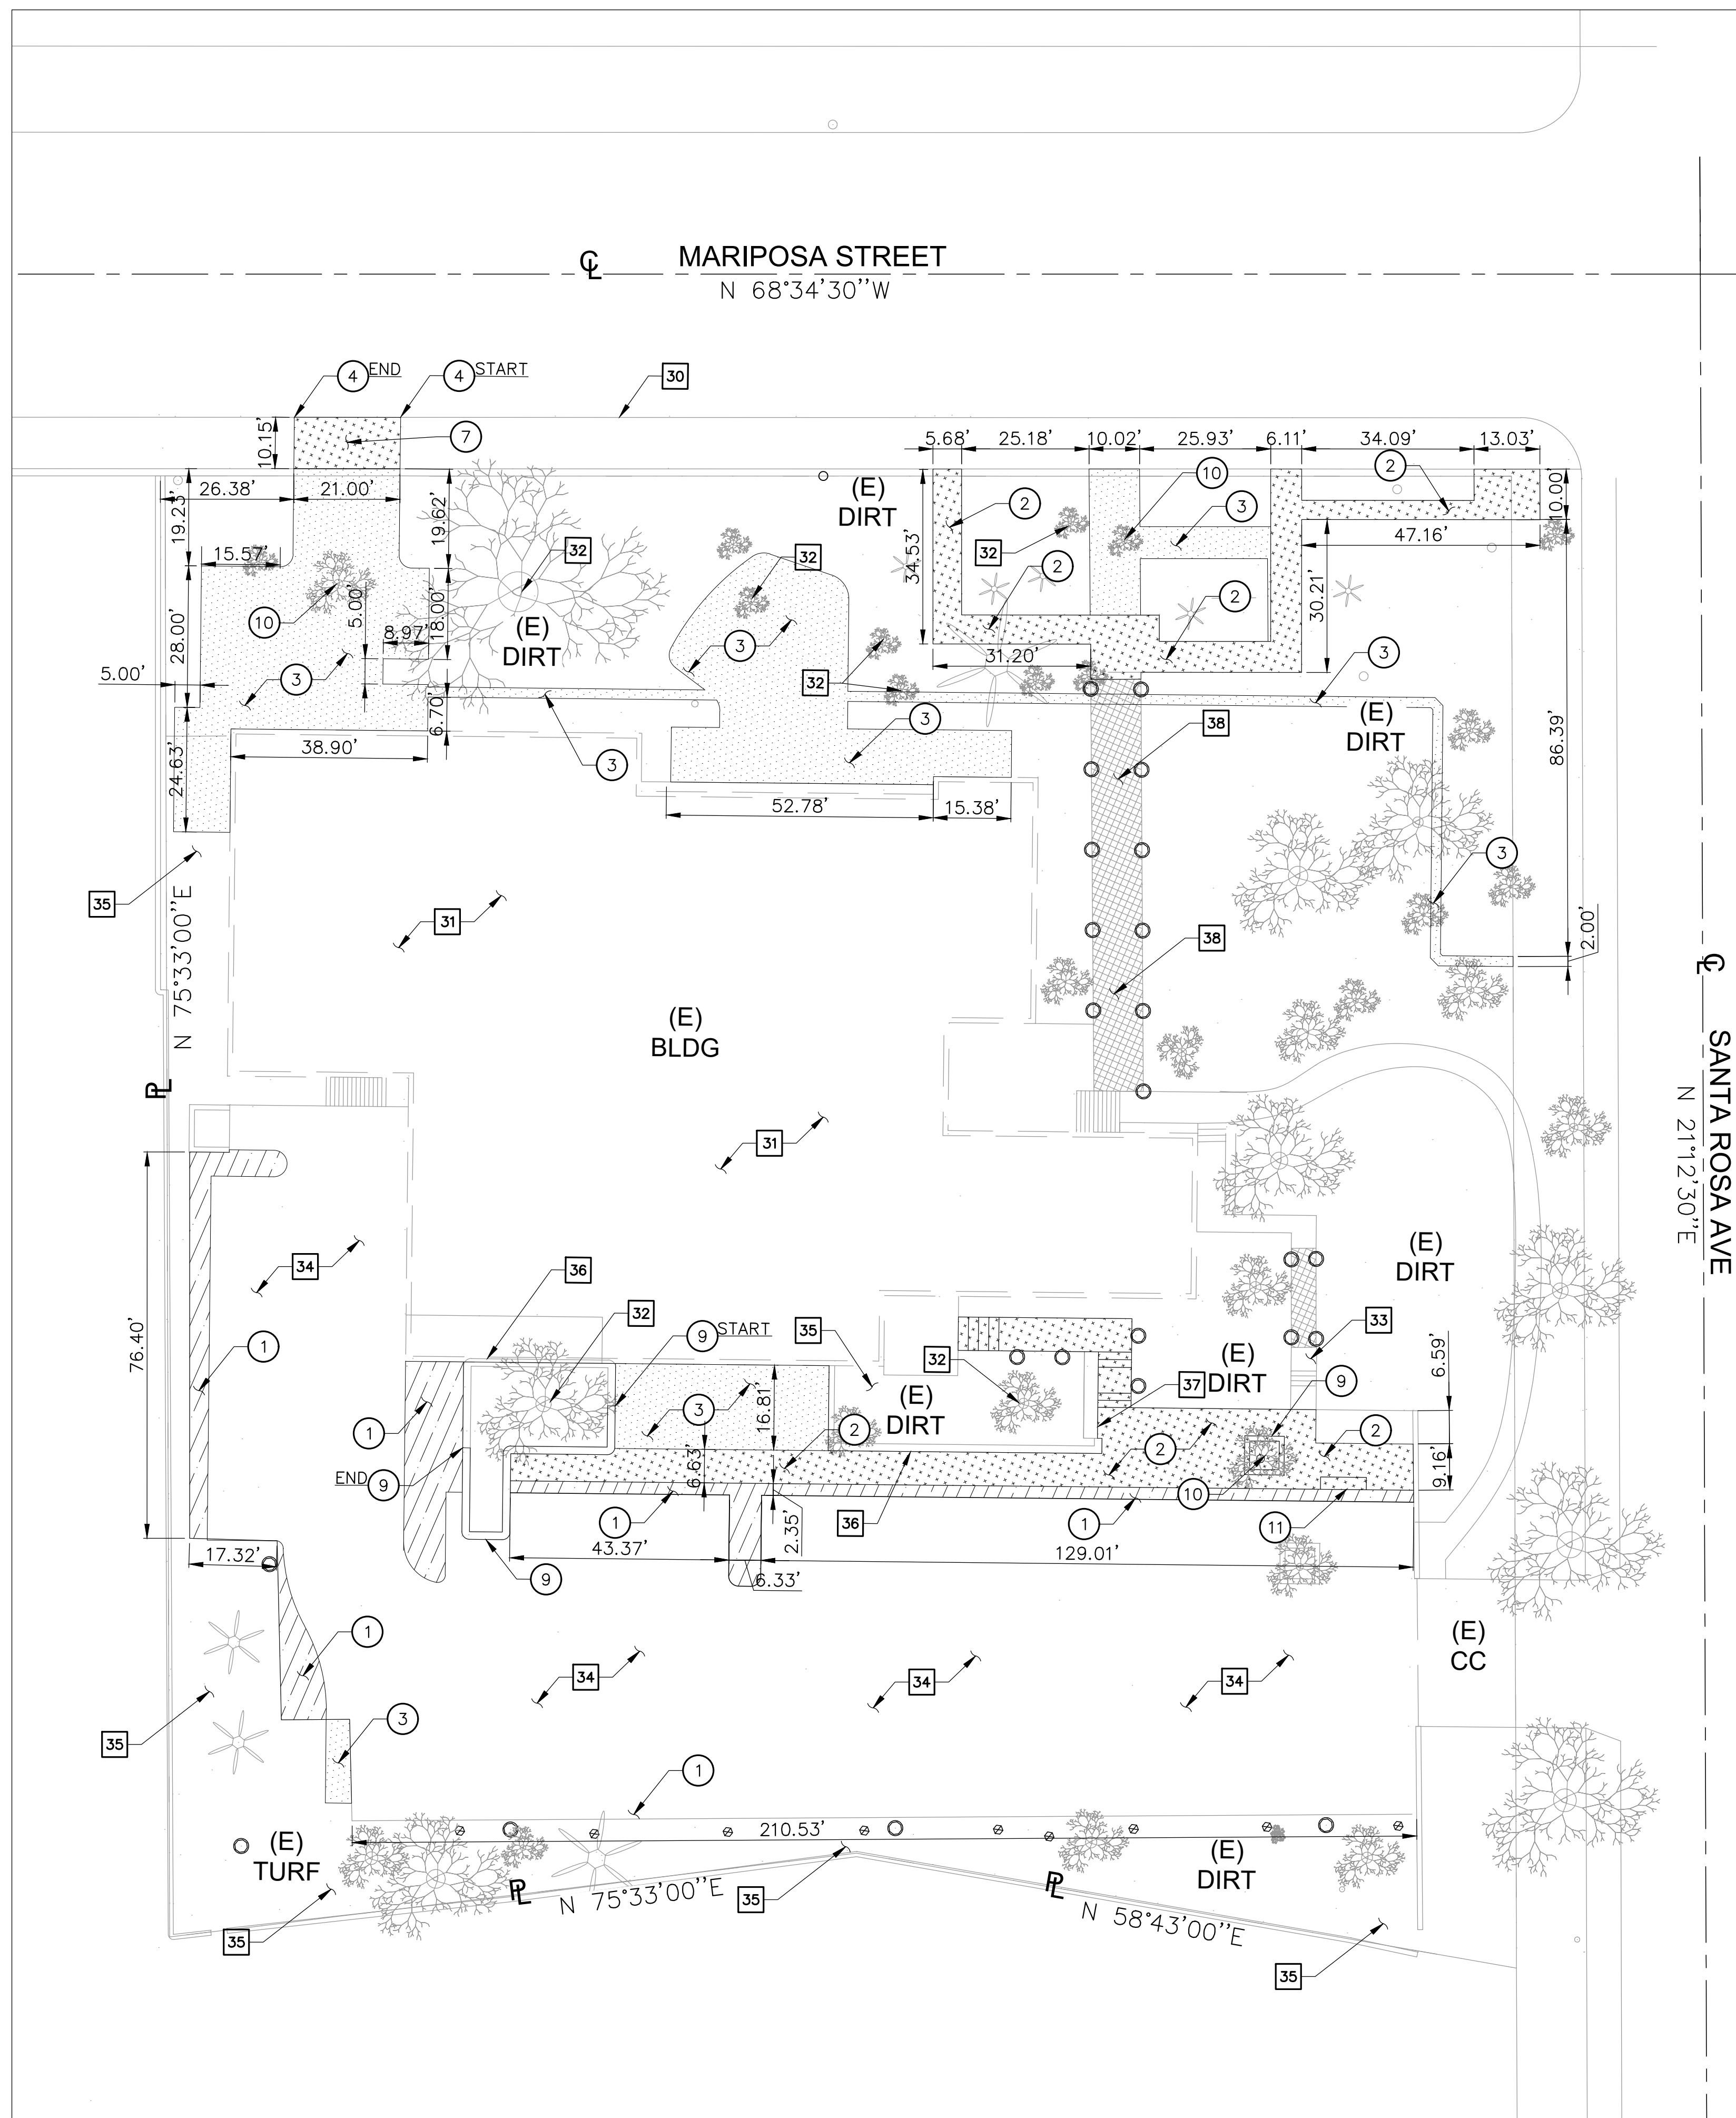 ℄ MARIPOSA STREET
N 68°34'30''W
4 END
4 START
30
7
10.15'
26.38'
21.00'
19.23'
19.62'
15.57'
28.00'
5.00'
8.97'
18.00'
10
3
5.00'
6.70'
24.63'
38.90'
3
32
(E)
DIRT
32
3
32
(E)
DIRT
5.68'
25.18'
10.02'
25.93'
6.11'
34.09'
13.03'
2
10
2
3
32
34.53'
2
2
10.00'
47.16'
30.21'
31.20'
3
3
38
(E)
DIRT
86.39'
52.78'
15.38'
3
2.00'
35
N 75°33'00''E
31
38
(E)
BLDG
℄ SANTA ROSA AVE
N 21°12'30''E
PL
31
76.40'
34
36
32
9 START
35
33
(E)
DIRT
1
32
37
(E)
DIRT
9
6.59'
1
3
16.81'
2
(E)
DIRT
2
2
6.63'
END 9
9.16'
10
1
36
1
11
2.35'
17.32'
43.37'
129.01'
9
6.33'
1
(E)
CC
34
34
34
35
3
1
210.53'
(E)
TURF
(E)
DIRT
PL N 75°33'00''E
35
PL
N 58°43'00''E
35
35